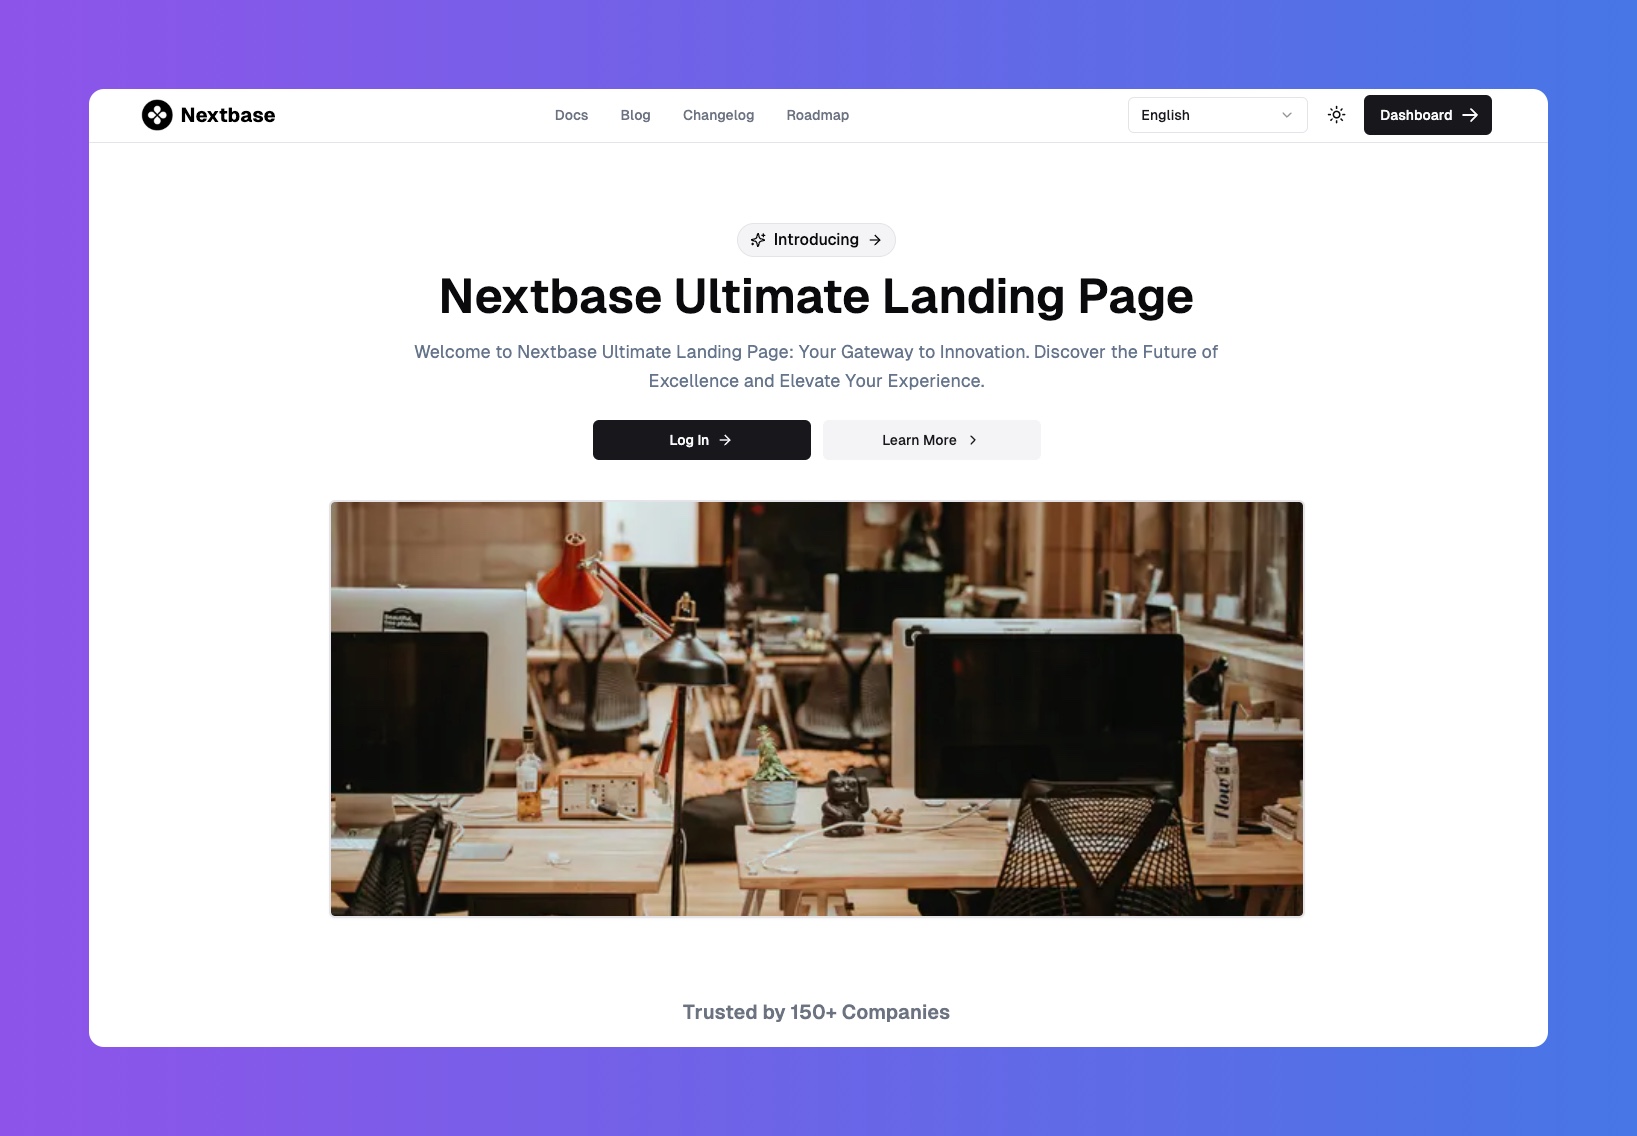 Nextbase
Docs
Blog
Changelog
Roadmap
English
Dashboard
Introducing
Nextbase Ultimate Landing Page
Welcome to Nextbase Ultimate Landing Page: Your Gateway to Innovation. Discover the Future of
Excellence and Elevate Your Experience.
Log In
Learn More
flow
Trusted by 150+ Companies